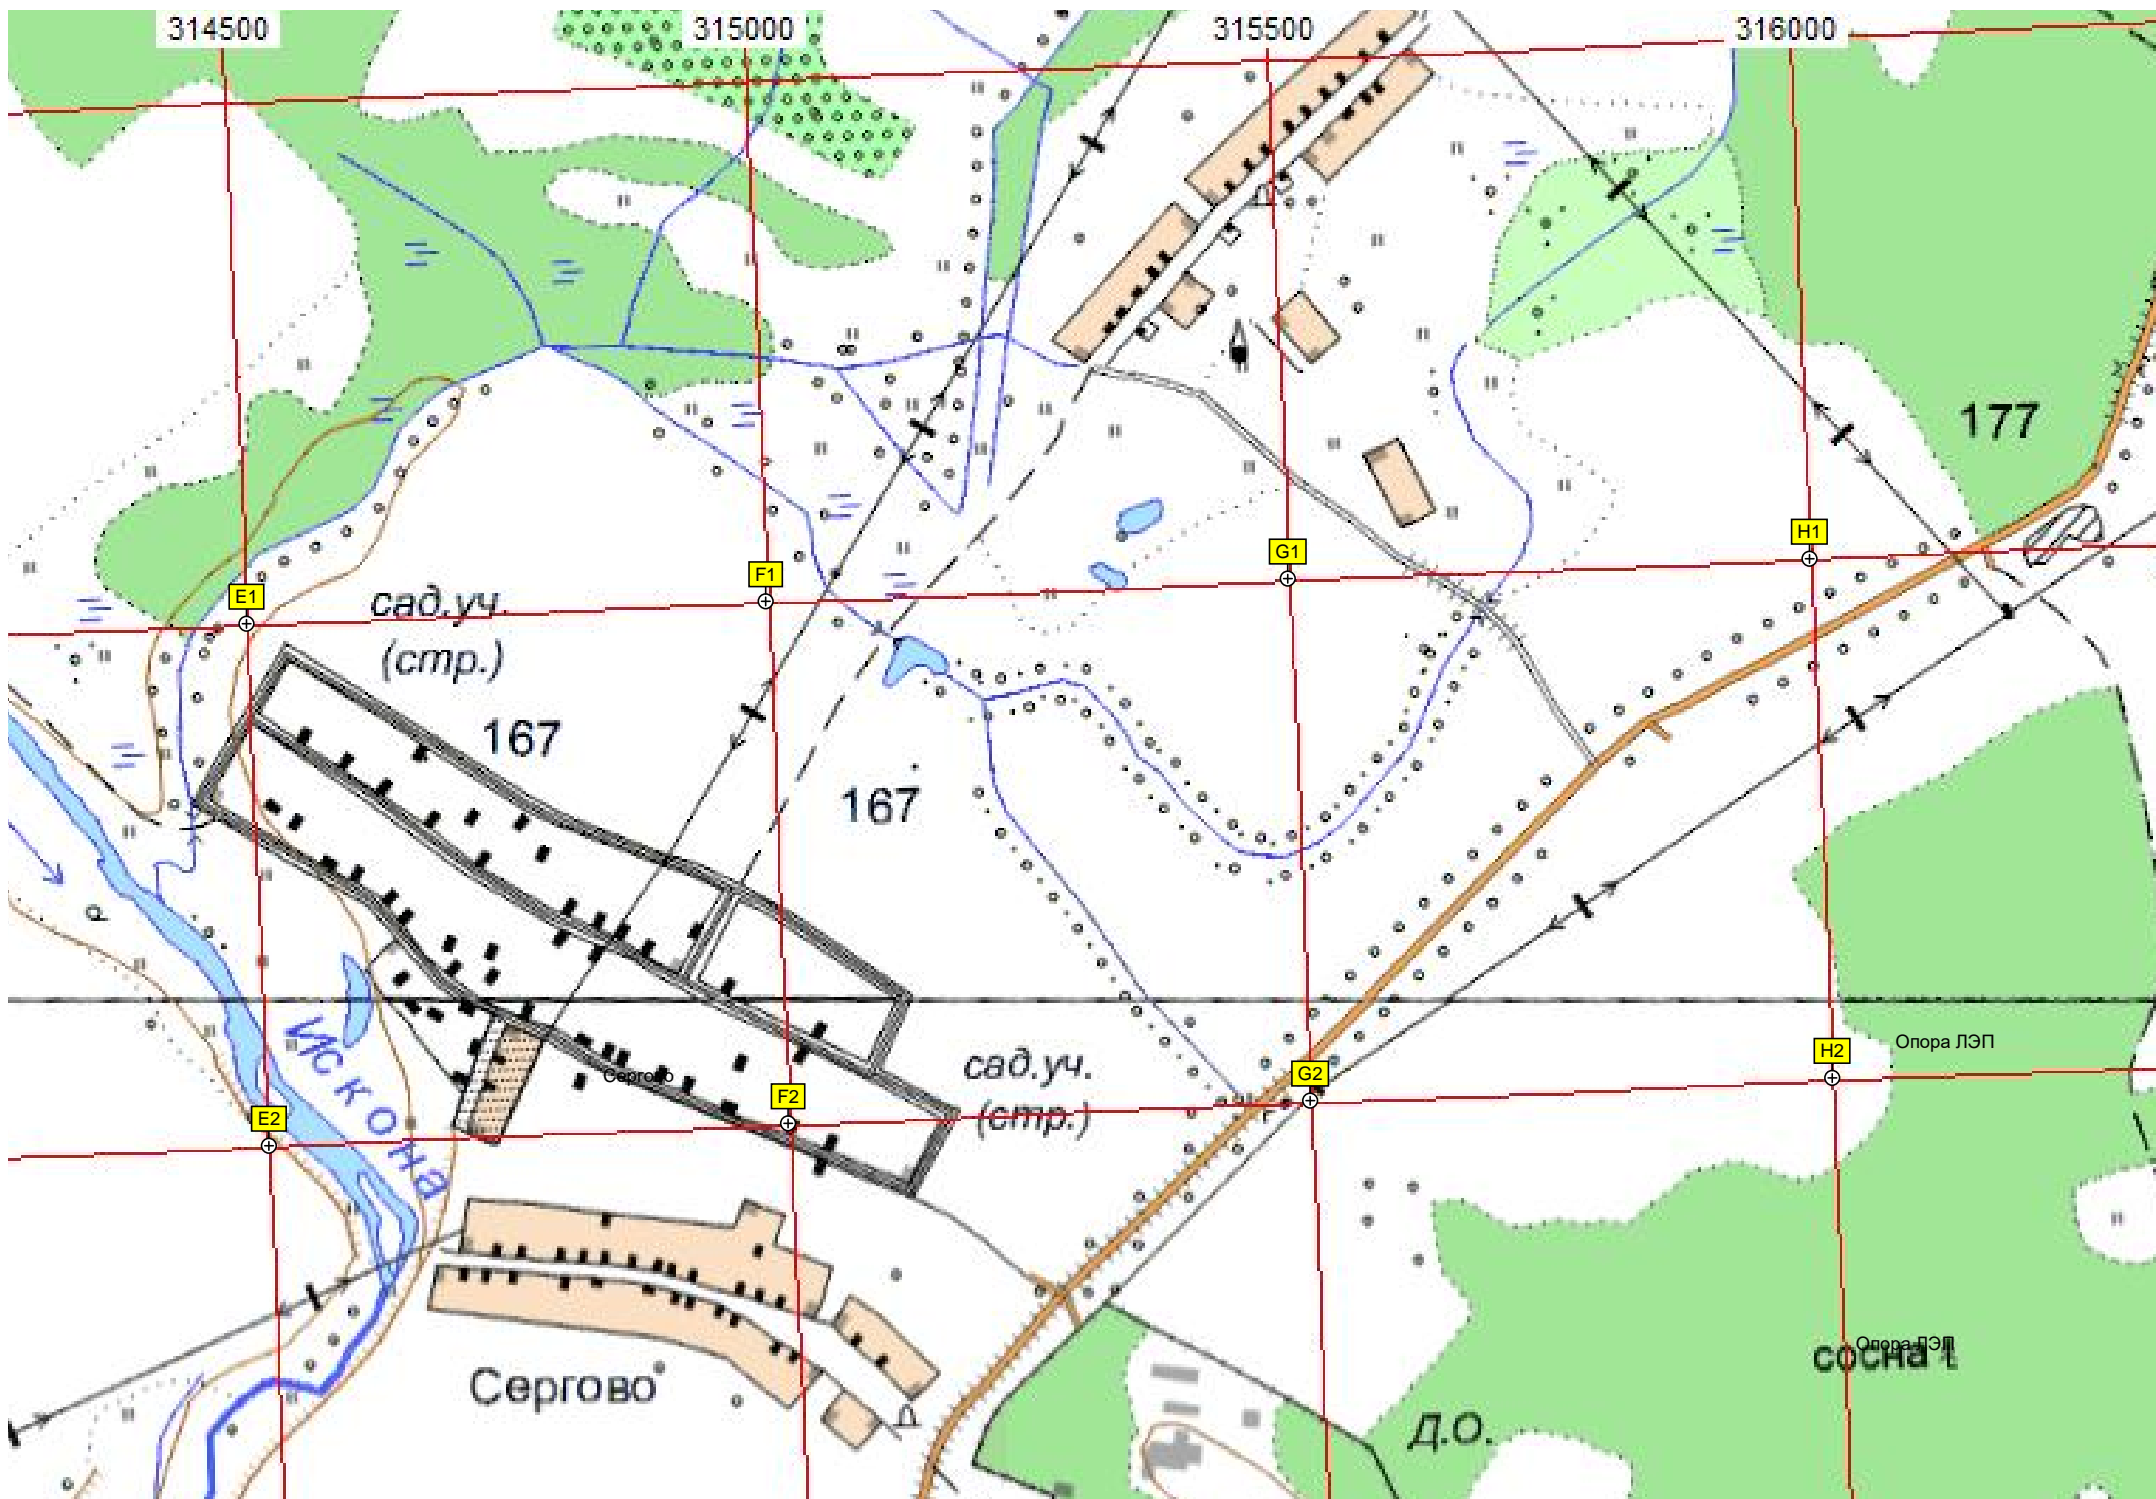 314500 315000 315500 316000
177
G1
H1
F1
E1
сад.уч.
(стр.)
167
167
Опора ЛЭП
H2
сад.уч.
(стр.)
G2
Сергово
F2
E2
Искона
Опора ЛЭП
сосна
Сергово
Д.О.